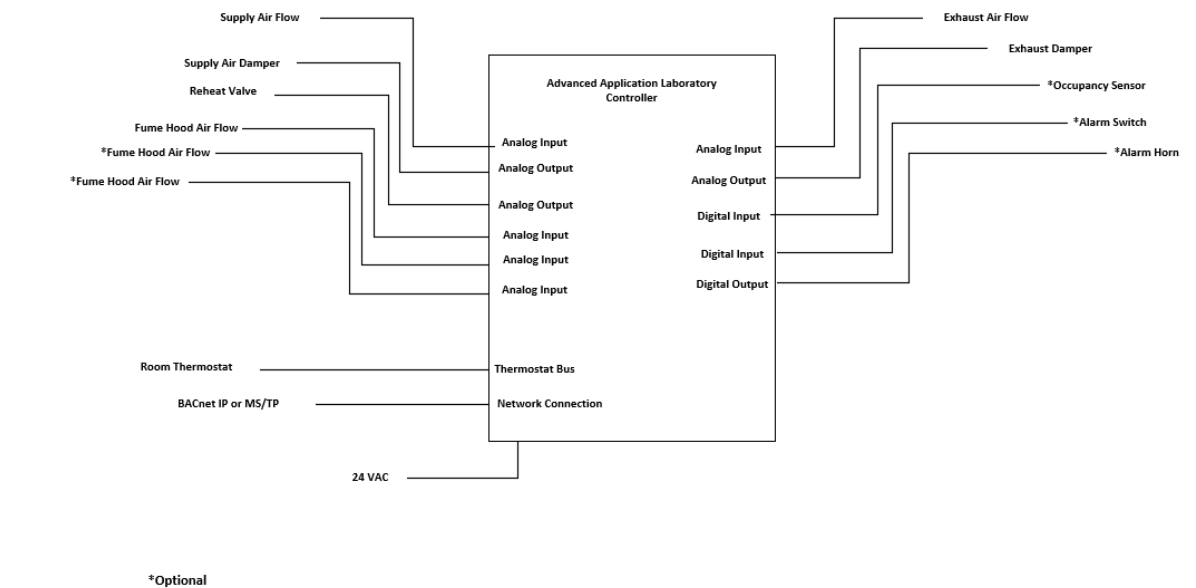 Supply Air Flow
Exhaust Air Flow
Exhaust Damper
Supply Air Damper
Reheat Valve
Advanced Application Laboratory
Controller
*Occupancy Sensor
Fume Hood Air Flow
*Alarm Switch
*Fume Hood Air Flow
*Alarm Horn
*Fume Hood Air Flow
Analog Input
Analog Output
Analog Output
Analog Input
Analog Input
Analog Input
Analog Input
Analog Output
Digital Input
Digital Input
Digital Output
Room Thermostat
Thermostat Bus
BACnet IP or MS/TP
Network Connection
24 VAC
*Optional